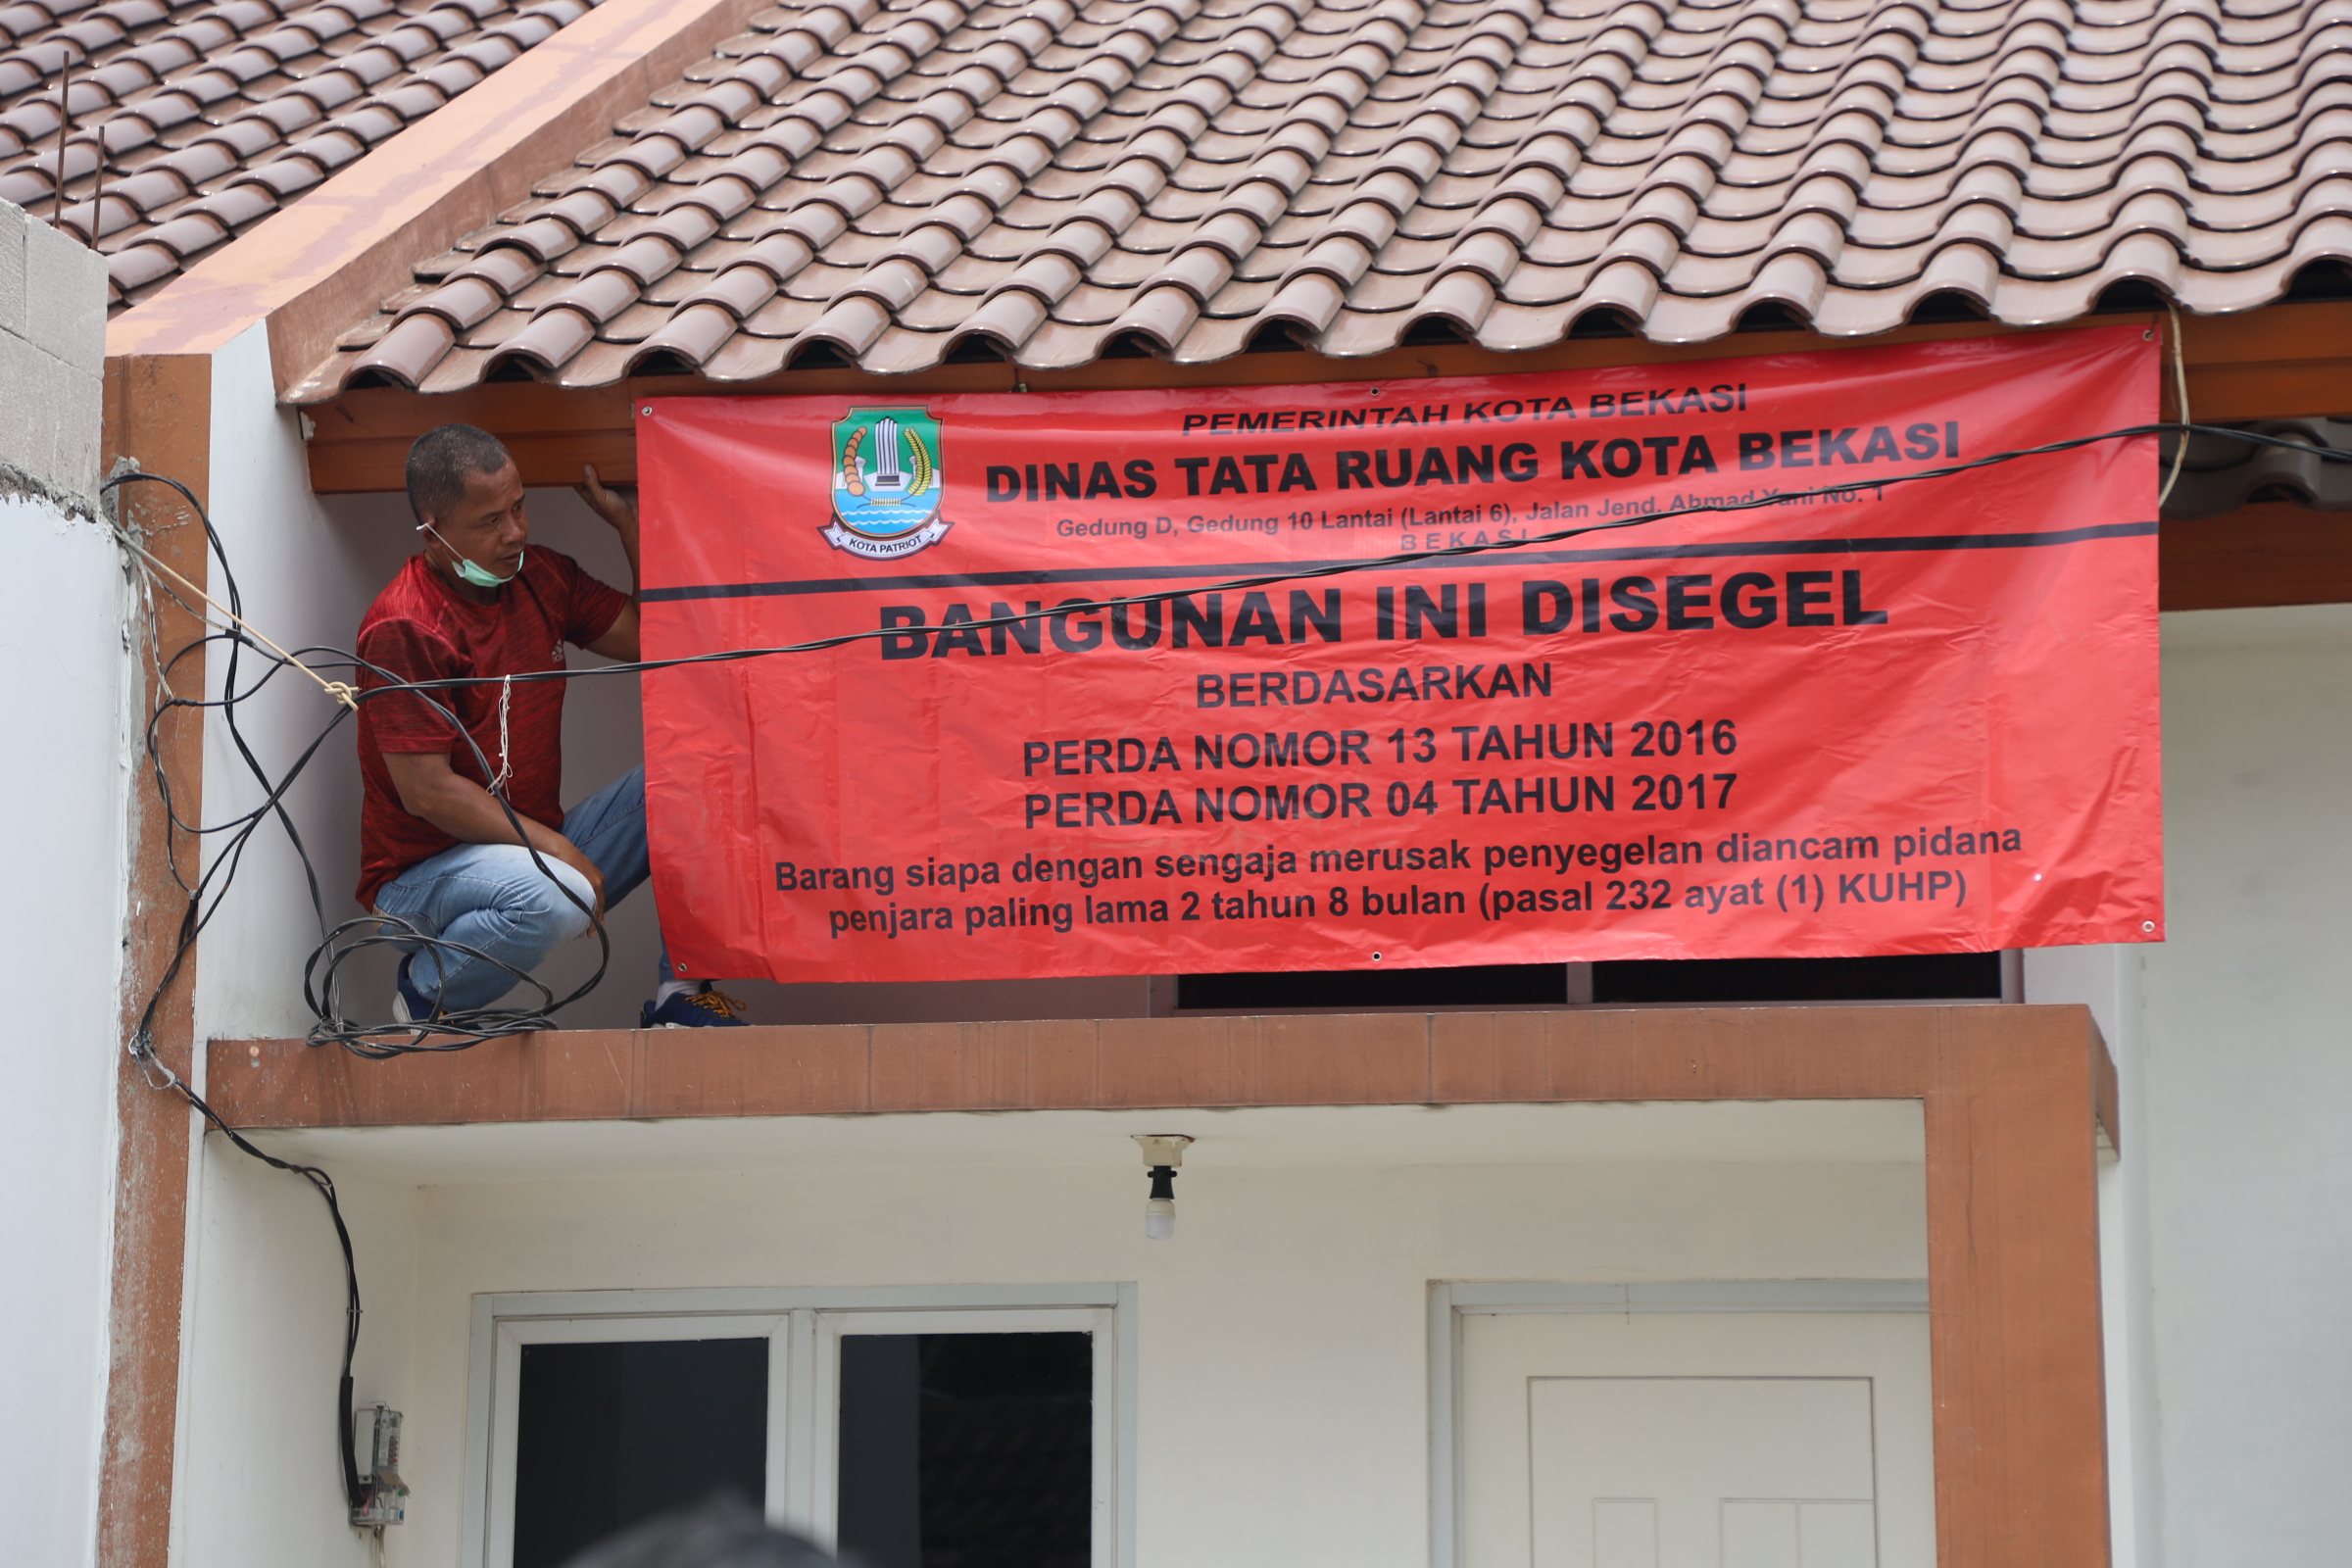 PEMERINTAH KOTA BEKASI
DINAS TATA RUANG KOTA BEKASI
Gedung D, Gedung 10 Lantai (Lantai 6), Jalan Jend. Ahmad Yani No. 1
BEKASI
KOTA PATRIOT
BANGUNAN INI DISEGEL
BERDASARKAN
PERDA NOMOR 13 TAHUN 2016
PERDA NOMOR 04 TAHUN 2017
Barang siapa dengan sengaja merusak penyegelan diancam pidana
penjara paling lama 2 tahun 8 bulan (pasal 232 ayat (1) KUHP)